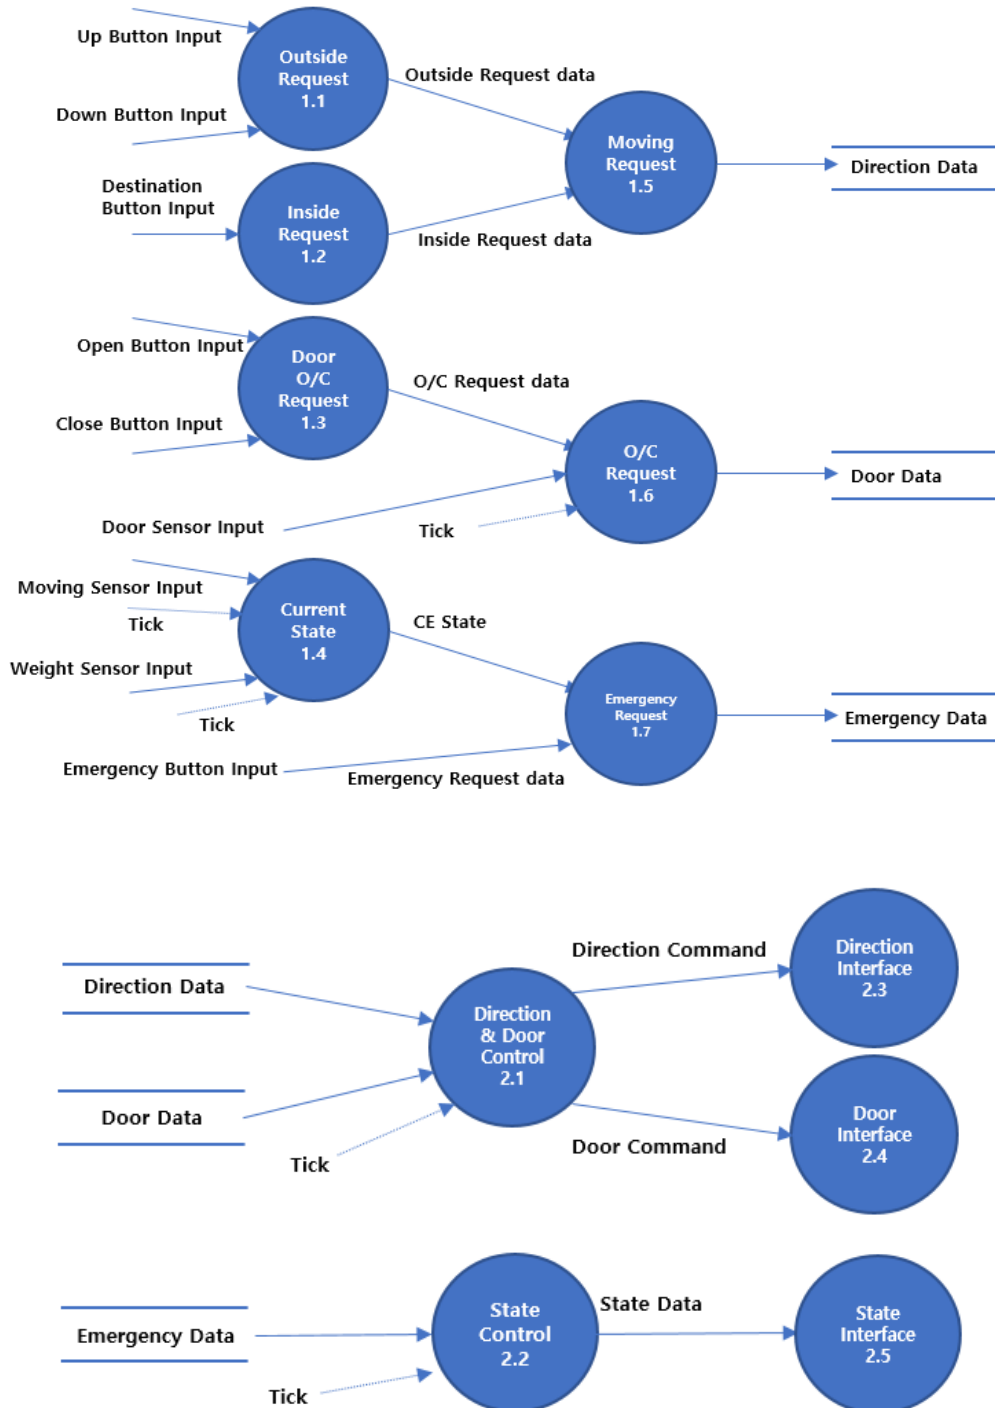 Up Button Input
Outside
Request
1.1
Outside Request data
Down Button Input
Moving
Request
1.5
Direction Data
Destination
Button Input
Inside
Request
1.2
Inside Request data
Open Button Input
Door
O/C
Request
1.3
O/C Request data
Close Button Input
O/C
Request
1.6
Door Data
Door Sensor Input
Tick
Moving Sensor Input
Tick
Current
State
1.4
CE State
Weight Sensor Input
Tick
Emergency
Request
1.7
Emergency Data
Emergency Button Input
Emergency Request data
Direction Data
Direction
& Door
Control
2.1
Direction Command
Direction
Interface
2.3
Door Data
Tick
Door Command
Door
Interface
2.4
Emergency Data
State
Control
2.2
State Data
State
Interface
2.5
Tick